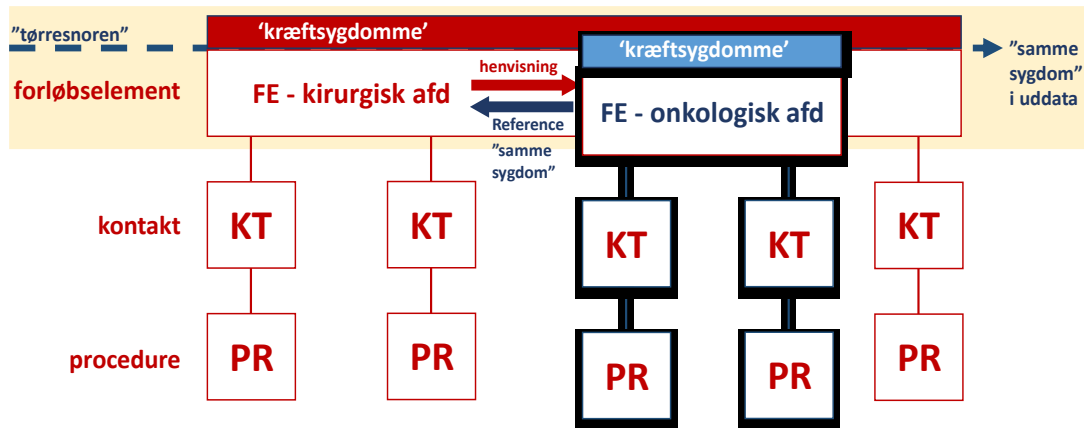 'kræftsygdomme'
”tørresnoren”
'kræftsygdomme'
”samme
sygdom”
i uddata
henvisning
forløbselement
FE - kirurgisk afd
FE - onkologisk afd
Reference
”samme
sygdom”
kontakt
KT
KT
KT
KT
KT
procedure
PR
PR
PR
PR
PR